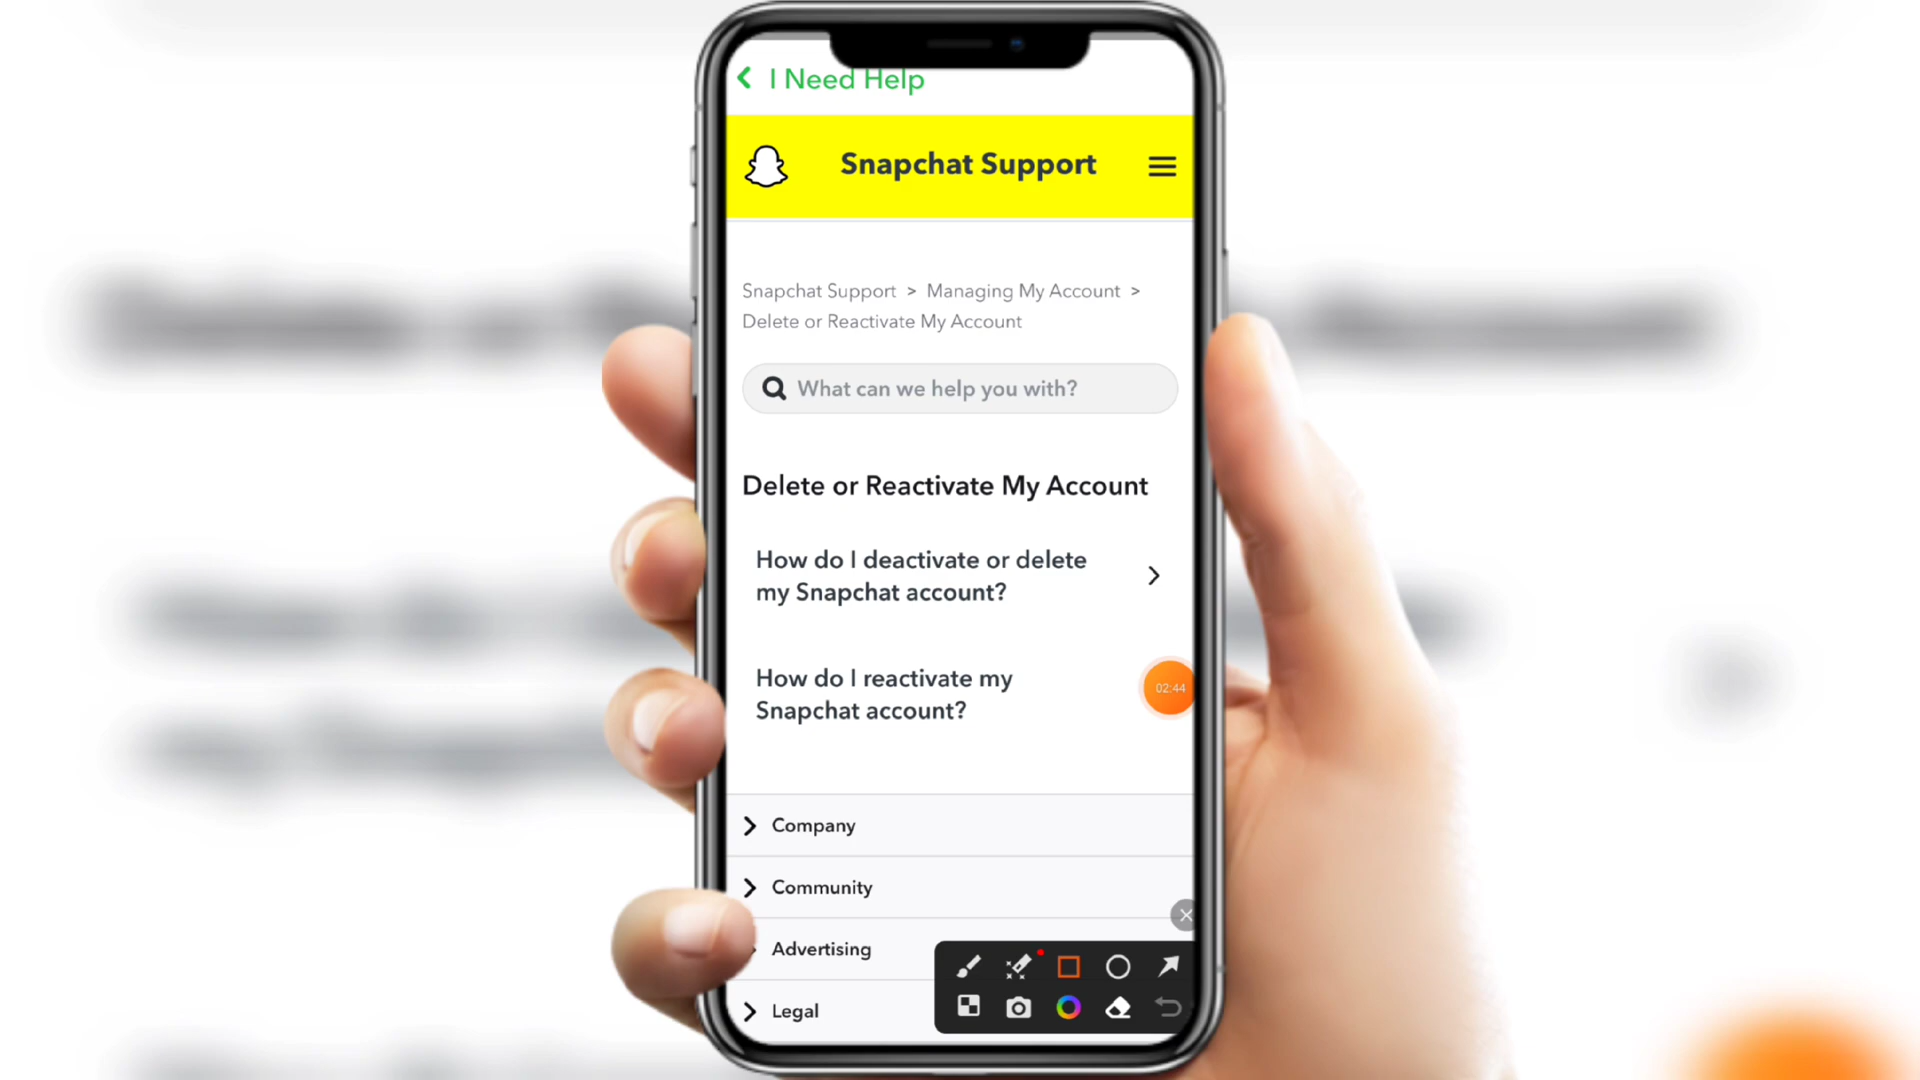 I Need Help
Snapchat Support
Snapchat Support > Managing My Account >
Delete or Reactivate My Account
What can we help you with?
Delete or Reactivate My Account
How do I deactivate or delete
my Snapchat account?
How do I reactivate my
Snapchat account?
02:44
Company
Community
Advertising
Legal